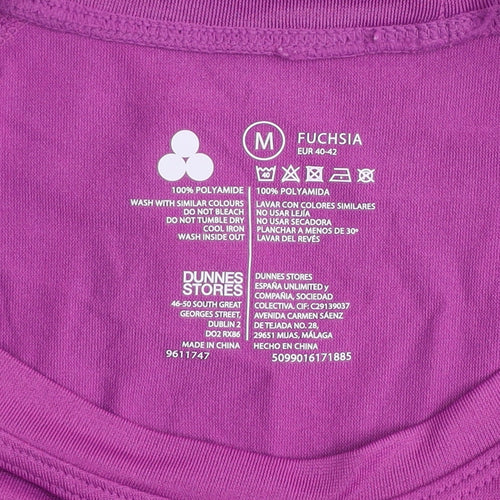 M FUCHSIA
EUR 40-42
100% POLYAMIDE
WASH WITH SIMILAR COLOURS
DO NOT BLEACH
DO NOT TUMBLE DRY
COOL IRON
WASH INSIDE OUT
100% POLYAMIDA
LAVAR CON COLORES SIMILARES
NO USAR LEJÍA
NO USAR SECADORA
PLANCHAR A MENOS DE 30º
LAVAR DEL REVÉS
DUNNES
STORES
46-50 SOUTH GREAT
GEORGES STREET,
DUBLIN 2
DO2 RX86
MADE IN CHINA
9611747
DUNNES STORES
ESPAÑA UNLIMITED y
COMPAÑIA, SOCIEDAD
COLECTIVA, CIF: C29139037
AVENIDA CARMEN SÁENZ
DE TEJADA NO. 28,
29651 MIJAS, MÁLAGA
HECHO EN CHINA
5099016171885